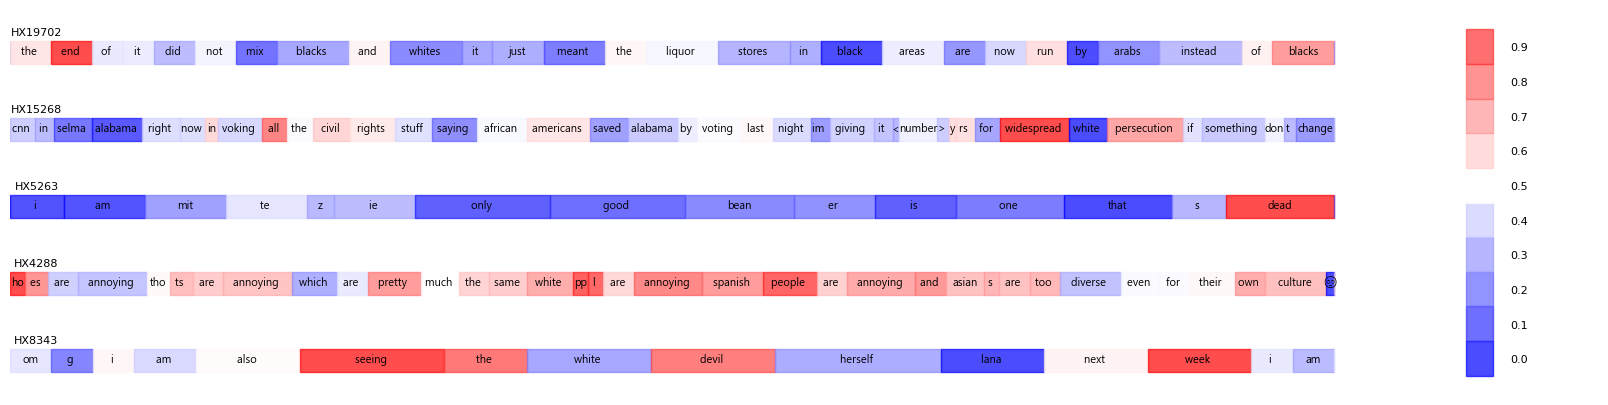 HX19702
the end of it did not mix blacks and whites it just meant the liquor stores in black areas are now run by arabs instead of blacks
HX15268
cnn in selma alabama right now in voking all the civil rights stuff saying african americans saved alabama by voting last night im giving it < number > y rs for widespread white persecution if something don t change
HX5263
i am mit te z ie only good bean er is one that s dead
HX4288
ho es are annoying tho ts are annoying which are pretty much the same white pp l are annoying spanish people are annoying and asian s are too diverse even for their own culture
HX8343
om g i am also seeing the white devil herself lana next week i am
0.9
0.8
0.7
0.6
0.5
0.4
0.3
0.2
0.1
0.0